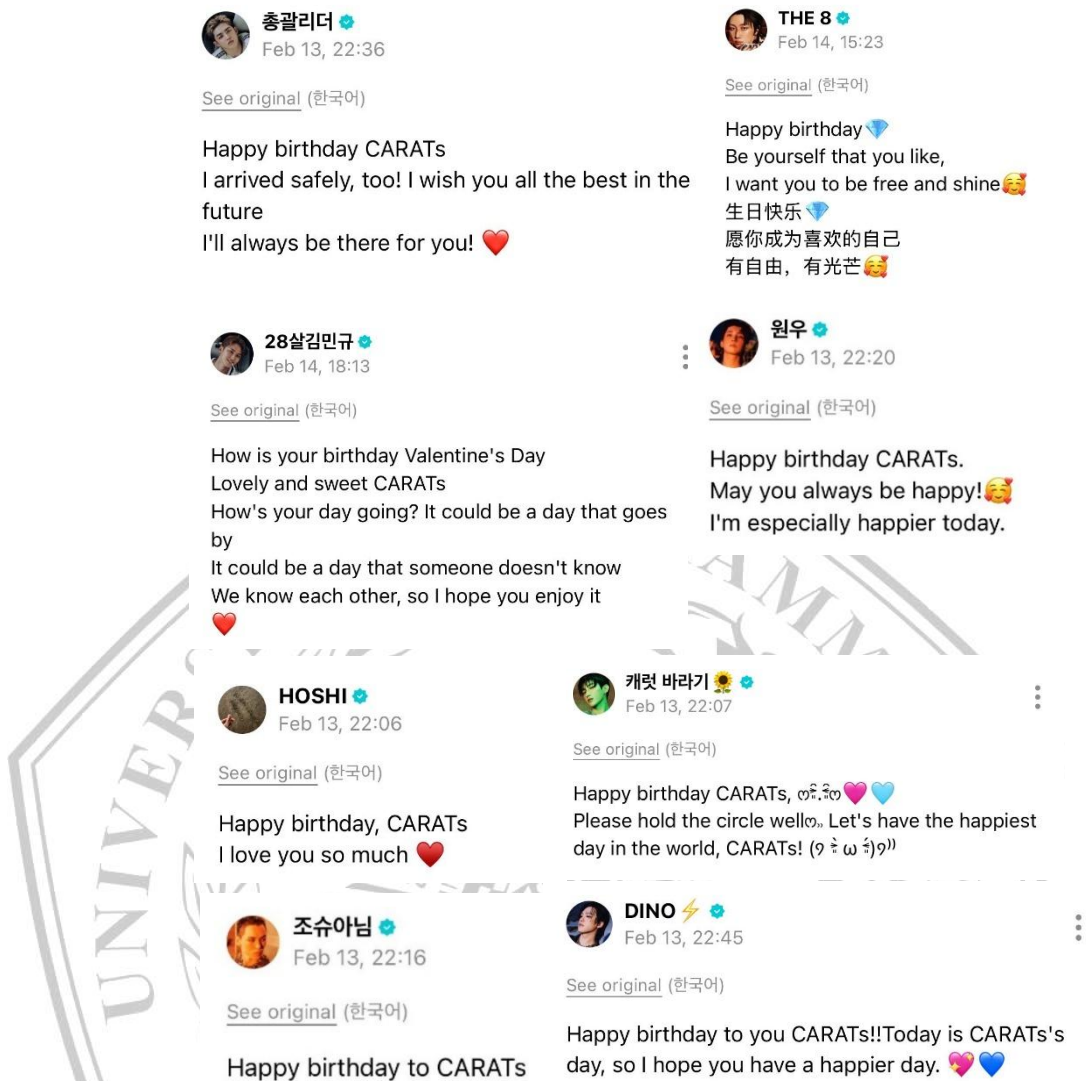 총괄리더
Feb 13, 22:36
See original (한국어)
Happy birthday CARATs
I arrived safely, too! I wish you all the best in the
future
I'll always be there for you! ❤️
THE 8
Feb 14, 15:23
See original (한국어)
Happy birthday💎
Be yourself that you like,
I want you to be free and shine🥰
生日快乐💎
愿你成为喜欢的自己
有自由，有光芒🥰
28살김민규
Feb 14, 18:13
See original (한국어)
How is your birthday Valentine's Day
Lovely and sweet CARATs
How's your day going? It could be a day that goes
by
It could be a day that someone doesn't know
We know each other, so I hope you enjoy it
❤️
원우
Feb 13, 22:20
See original (한국어)
Happy birthday CARATs.
May you always be happy!🥰
I'm especially happier today.
HOSHI
Feb 13, 22:06
See original (한국어)
Happy birthday, CARATs
I love you so much ❤️
캐럿 바라기🌻
Feb 13, 22:07
See original (한국어)
Happy birthday CARATs, 🩷🩵
Please hold the circle well Let's have the happiest
day in the world, CARATs!
조슈아님
Feb 13, 22:16
See original (한국어)
Happy birthday to CARATs
DINO⚡
Feb 13, 22:45
See original (한국어)
Happy birthday to you CARATs!!Today is CARATs's
day, so I hope you have a happier day. 💖💙